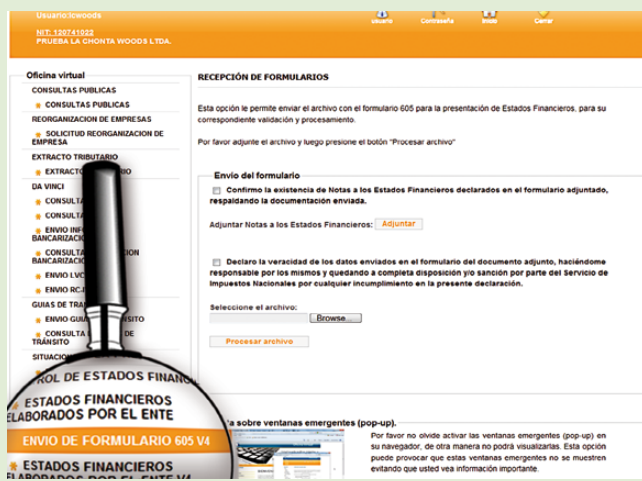 Usuario:lcwoods
usuario
Contraseña
Inicio
Cerrar
NIT: 120741022
PRUEBA LA CHONTA WOODS LTDA.
Oficina virtual
CONSULTAS PUBLICAS
CONSULTAS PUBLICAS
REORGANIZACION DE EMPRESAS
SOLICITUD REORGANIZACION DE
EMPRESA
EXTRACTO TRIBUTARIO
DA VINCI
CONSULTA
CONSULTA
ENVIO
BANCARIZACI
CONSULTA
BANCARIZACI
ENVIO LVC
ENVIO
GUIAS DE
ENVIO
CONSULTA DE
TRÁNSITO
SITUACION
ROL DE ESTADOS FINANC
ESTADOS FINANCIEROS
ELABORADOS POR EL ENTE
ENVIO DE FORMULARIO 605 V4
ESTADOS FINANCIEROS
ELABORADOS POR EL ENTE V4
RECEPCIÓN DE FORMULARIOS
Esta opción le permite enviar el archivo con el formulario 605 para la presentación de Estados Financieros, para su
correspondiente validación y procesamiento.
Por favor adjunte el archivo y luego presione el botón "Procesar archivo"
Envio del formulario
Confirmo la existencia de Notas a los Estados Financieros declarados en el formulario adjuntado,
respaldando la documentación enviada.
Adjuntar Notas a los Estados Financieros: Adjuntar
Declaro la veracidad de los datos enviados en el formulario del documento adjunto, haciéndome
responsable por los mismos y quedando a completa disposición y/o sanción por parte del Servicio de
Impuestos Nacionales por cualquier incumplimiento en la presente declaración.
Seleccione el archivo:
Browse...
Procesar archivo
sobre ventanas emergentes (pop-up).
Por favor no olvide activar las ventanas emergentes (pop-up) en
su navegador, de otra manera no podrá visualizarlas. Esta opción
puede provocar que estas ventanas emergentes no se muestren
evitando que usted vea información importante.